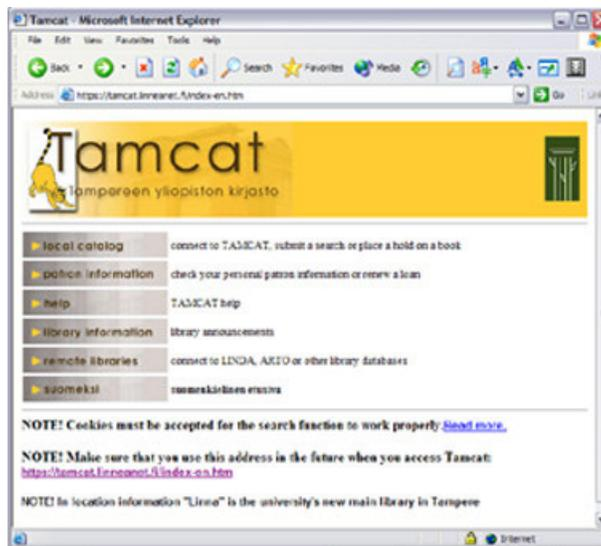 Tamcat - Microsoft Internet Explorer
File Edit View Favorites Tools Help
Back Search Favorites Media
Address https://tamcat.linneanet.fi/index-en.htm Go
Tamcat
Tampereen yliopiston kirjasto
local catalog connect to TAMCAT, submit a search or place a hold on a book
patron information check your personal patron information or renew a loan
help TAMCAT help
library information library announcements
remote libraries connect to LINDA, ARTO or other library databases
suomeksi suomenkielinen etusivu
NOTE! Cookies must be accepted for the search function to work properly.Read more.
NOTE! Make sure that you use this address in the future when you access Tamcat:
https://tamcat.linneanet.fi/index-en.htm
NOTE! In location information "Linna" is the university's new main library in Tampere
Internet